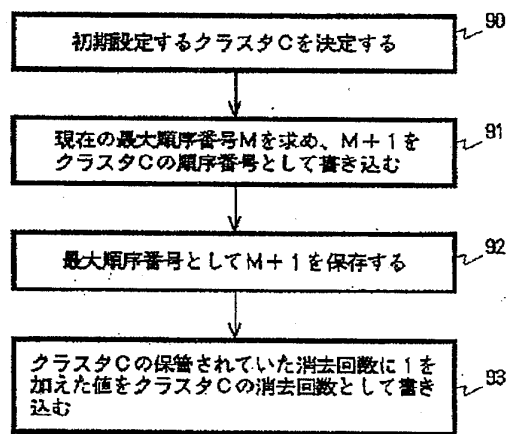 初期設定するクラスタCを決定する
90
現在の最大順序番号Mを求め、M+1を
クラスタCの順序番号として書き込む
91
最大順序番号としてM+1を保存する
92
クラスタCの保管されていた消去回数に1を
加えた値をクラスタCの消去回数として書き
込む
93